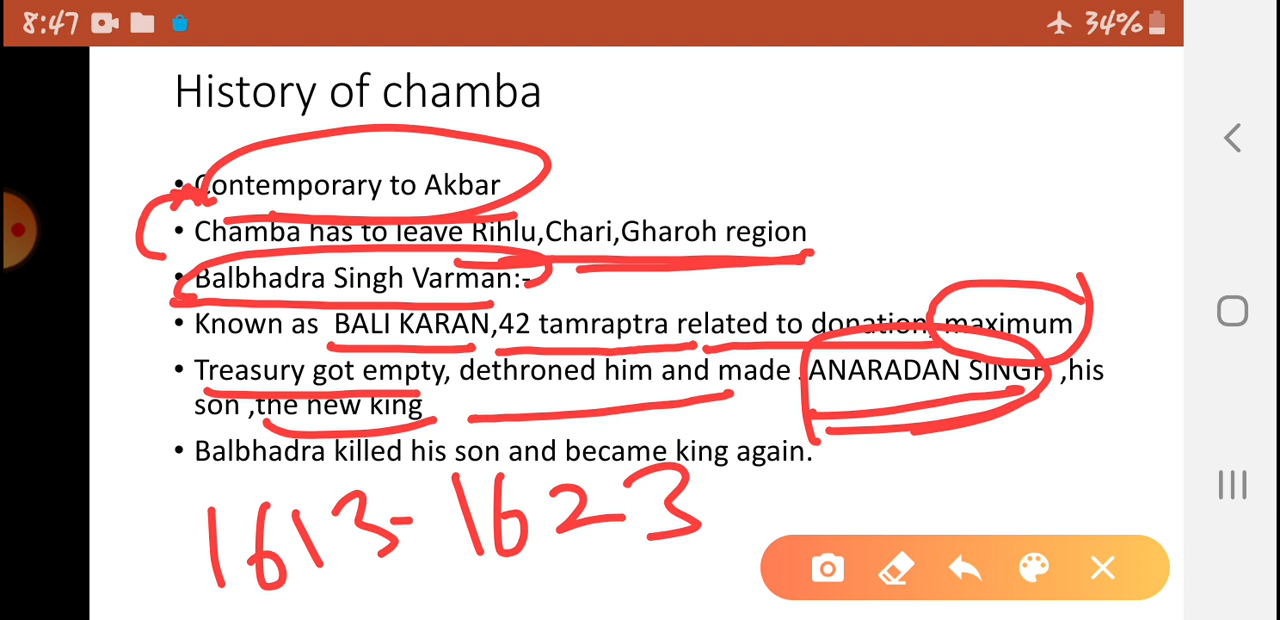 8:47 34%
History of chamba
• Contemporary to Akbar
• Chamba has to leave Rihlu,Chari,Gharoh region
• Balbhadra Singh Varman:-
• Known as BALI KARAN,42 tamraptra related to donation, maximum
• Treasury got empty, dethroned him and made JANARADAN SINGH ,his
son ,the new king
• Balbhadra killed his son and became king again.
1613-1623